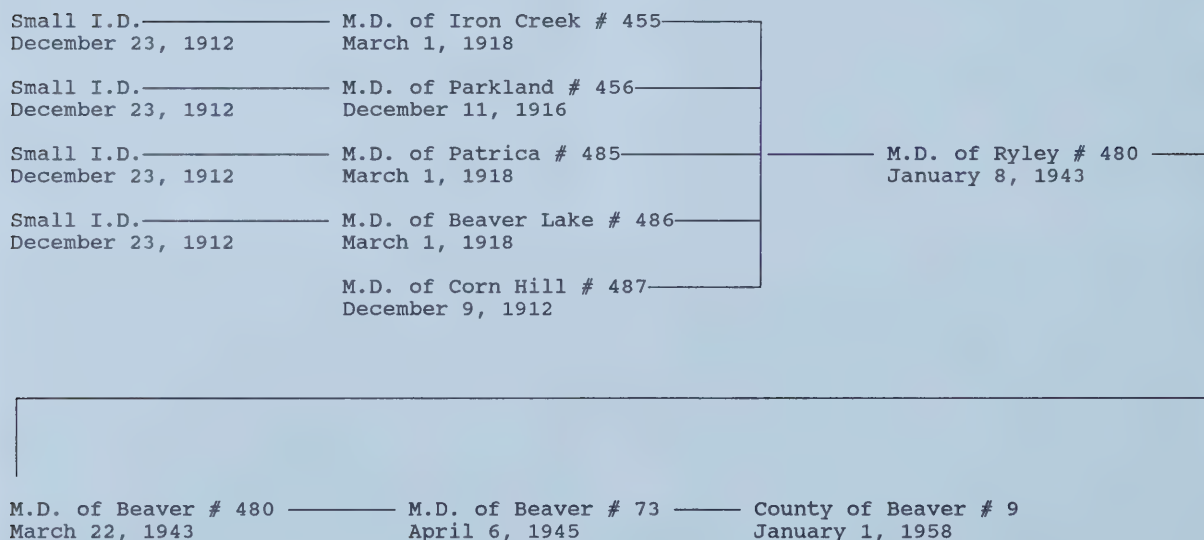 Small I.D. M.D. of Iron Creek # 455
December 23, 1912 March 1, 1918
Small I.D. M.D. of Parkland # 456
December 23, 1912 December 11, 1916
Small I.D. M.D. of Patrica # 485 M.D. of Ryley # 480
December 23, 1912 March 1, 1918 January 8, 1943
Small I.D. M.D. of Beaver Lake # 486
December 23, 1912 March 1, 1918
M.D. of Corn Hill # 487
December 9, 1912
M.D. of Beaver # 480 M.D. of Beaver # 73 County of Beaver # 9
March 22, 1943 April 6, 1945 January 1, 1958